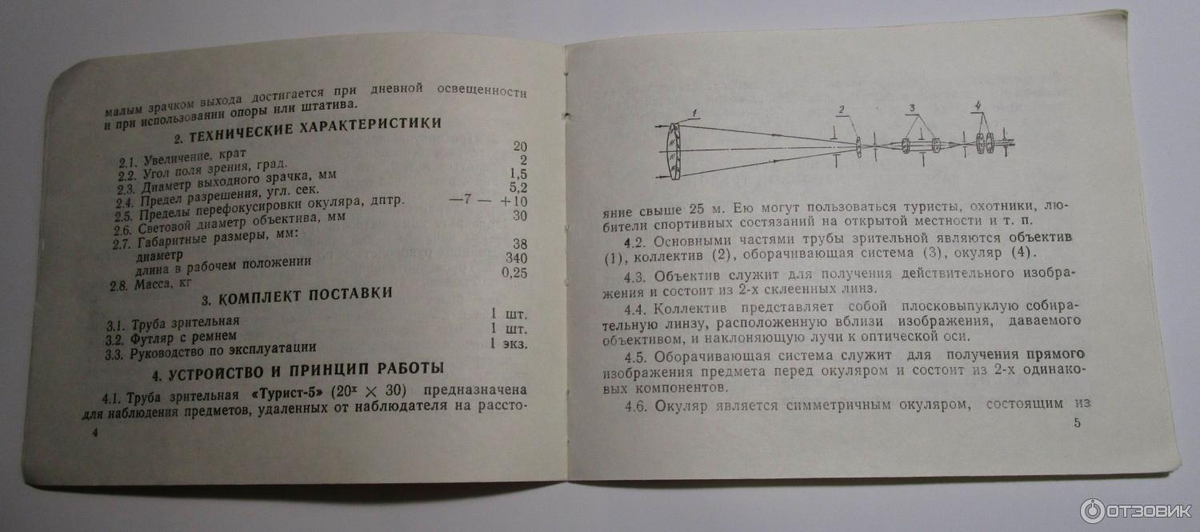 малым зрачком выхода достигается при дневной освещенности
и при использовании опоры или штатива.
2. ТЕХНИЧЕСКИЕ ХАРАКТЕРИСТИКИ
2.1. Увеличение, крат 20
2.2. Угол поля зрения, град. 2
2.3. Диаметр выходного зрачка, мм 1,5
2.4. Предел разрешения, угл. сек. 5,2
2.5. Пределы перефокусировки окуляра, дптр. —7 — +10
2.6. Световой диаметр объектива, мм 30
2.7. Габаритные размеры, мм:
диаметр 38
длина в рабочем положении 340
2.8. Масса, кг 0,25
3. КОМПЛЕКТ ПОСТАВКИ
3.1. Труба зрительная 1 шт.
3.2. Футляр с ремнем 1 шт.
3.3. Руководство по эксплуатации 1 экз.
4. УСТРОЙСТВО И ПРИНЦИП РАБОТЫ
4.1. Труба зрительная «Турист-5» (20ˣ × 30) предназначена
для наблюдения предметов, удаленных от наблюдателя на рассто-
4
1 2 3 4
яние свыше 25 м. Ею могут пользоваться туристы, охотники, лю-
бители спортивных состязаний на открытой местности и т. п.
4.2. Основными частями трубы зрительной являются объектив
(1), коллектив (2), оборачивающая система (3), окуляр (4).
4.3. Объектив служит для получения действительного изобра-
жения и состоит из 2-х склеенных линз.
4.4. Коллектив представляет собой плосковыпуклую собира-
тельную линзу, расположенную вблизи изображения, даваемого
объективом, и наклоняющую лучи к оптической оси.
4.5. Оборачивающая система служит для получения прямого
изображения предмета перед окуляром и состоит из 2-х одинако-
вых компонентов.
4.6. Окуляр является симметричным окуляром, состоящим из
5
ОТЗОВИК